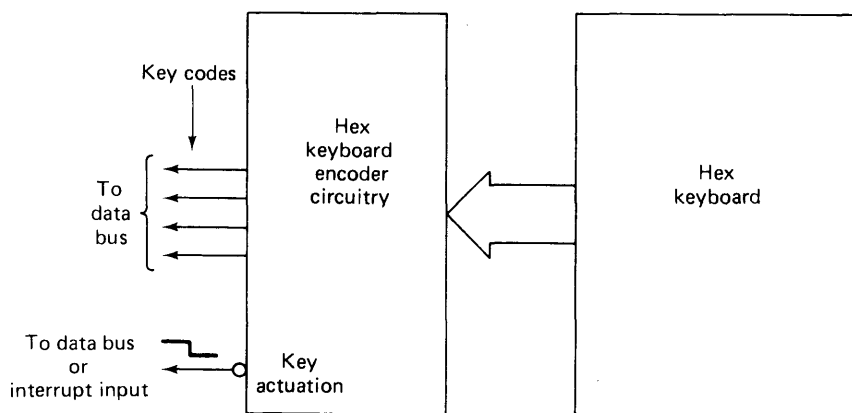 Key codes
To
data
bus
Hex
keyboard
encoder
circuitry
Hex
keyboard
To data bus
or
interrupt input
Key
actuation